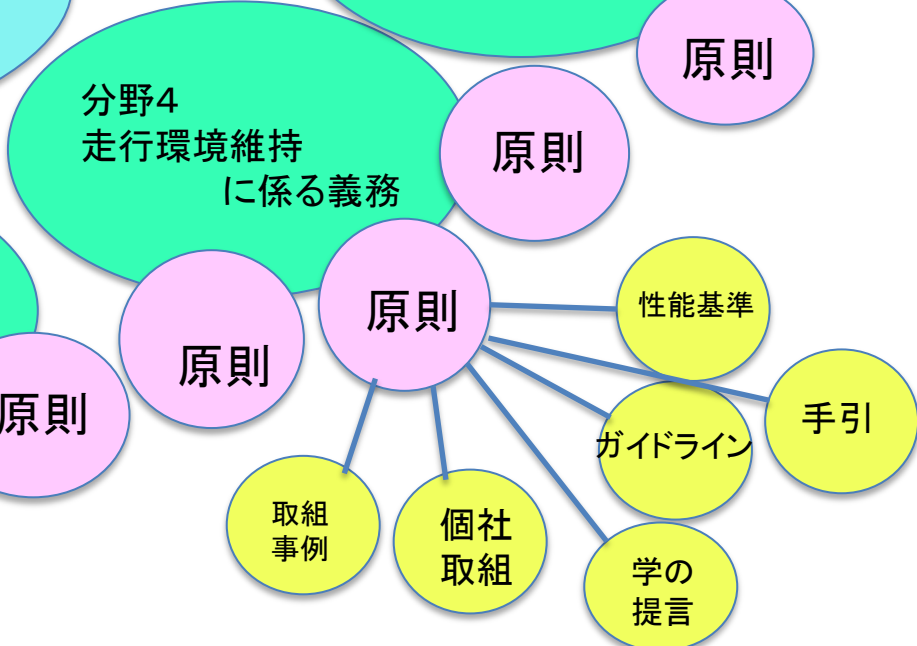 原則
分野4
走行環境維持
に係る義務
原則
原則
性能基準
原則
原則
手引
ガイドライン
取組
事例
個社
取組
学の
提言